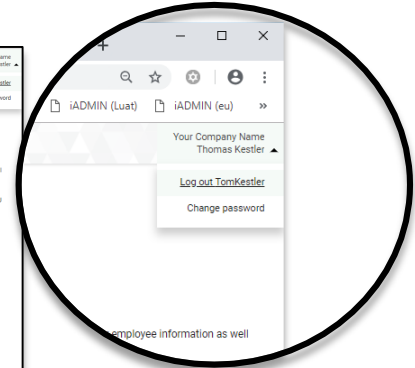 iADMIN (Luat) iADMIN (eu) »
Your Company Name
Thomas Kestler
Log out TomKestler
Change password
employee information as well